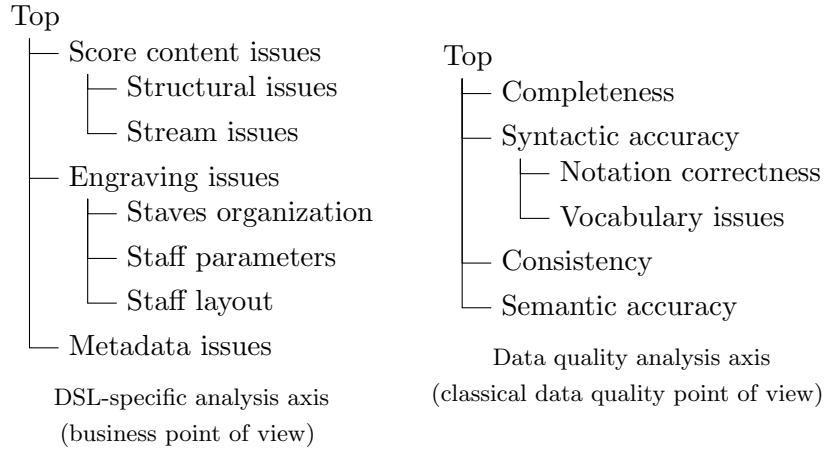 Top
Score content issues
Structural issues
Stream issues
Engraving issues
Staves organization
Staff parameters
Staff layout
Metadata issues
DSL-specific analysis axis
(business point of view)
Top
Completeness
Syntactic accuracy
Notation correctness
Vocabulary issues
Consistency
Semantic accuracy
Data quality analysis axis
(classical data quality point of view)